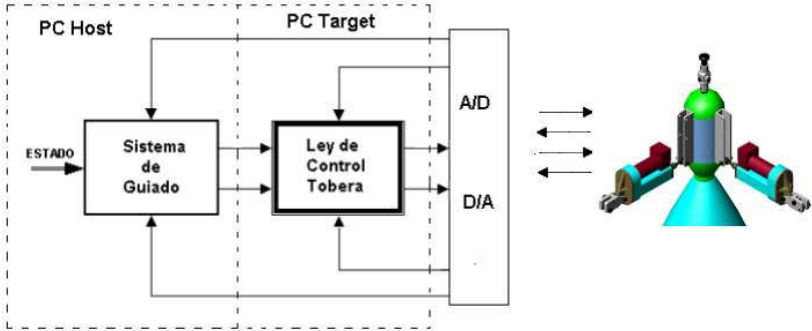 PC Host
PC Target
A/D
ESTADO
Sistema
de
Guiado
Ley de
Control
Tobera
D/A